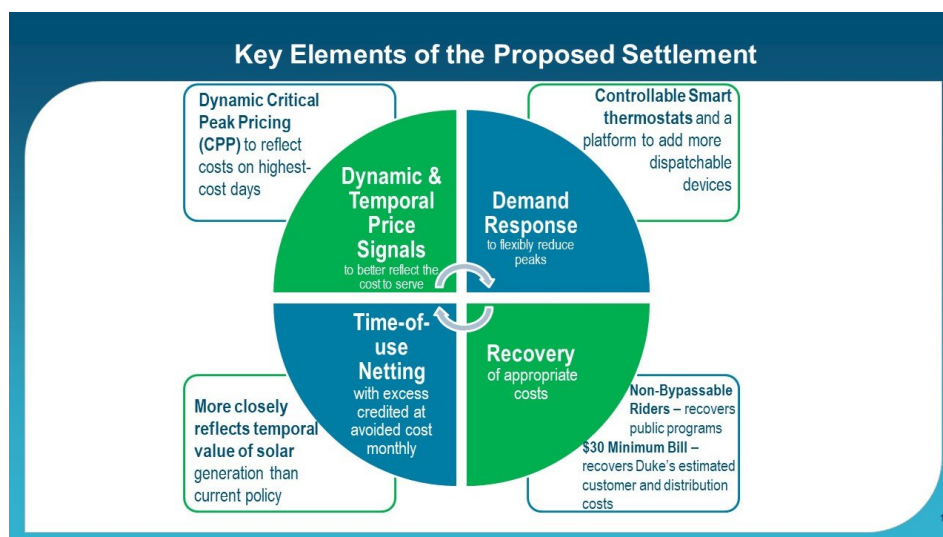 Key Elements of the Proposed Settlement
Dynamic Critical
Peak Pricing
(CPP) to reflect
costs on highest-
cost days
Dynamic &
Temporal
Price
Signals
to better reflect the
cost to serve
Demand
Response
to flexibly reduce
peaks
Controllable Smart
thermostats and a
platform to add more
dispatchable
devices
More closely
reflects temporal
value of solar
generation than
current policy
Time-of-
use
Netting
with excess
credited at
avoided cost
monthly
Recovery
of appropriate
costs
Non-Bypassable
Riders – recovers
public programs
$30 Minimum Bill –
recovers Duke's estimated
customer and distribution
costs